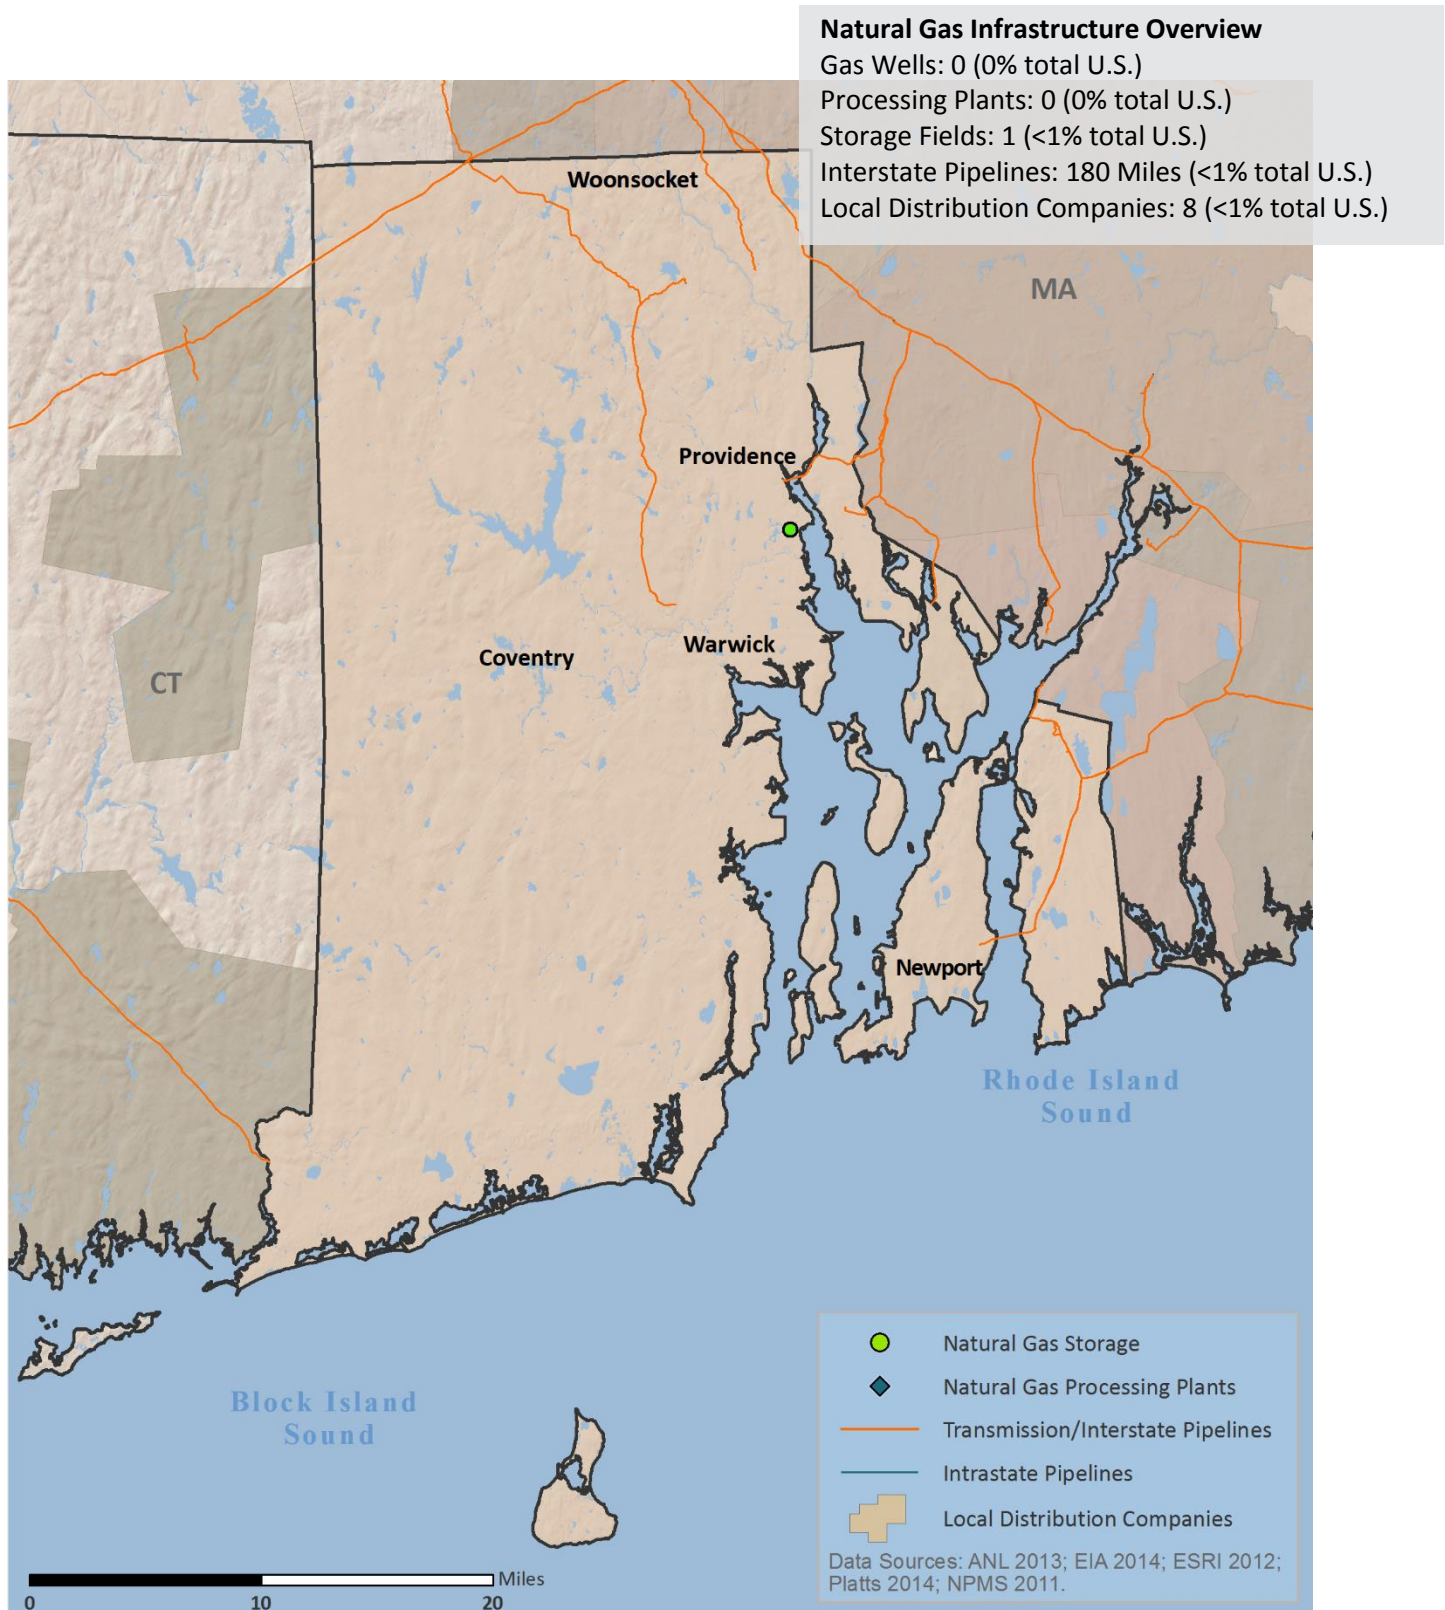 Natural Gas Infrastructure Overview
Gas Wells: 0 (0% total U.S.)
Processing Plants: 0 (0% total U.S.)
Storage Fields: 1 (<1% total U.S.)
Interstate Pipelines: 180 Miles (<1% total U.S.)
Local Distribution Companies: 8 (<1% total U.S.)
Woonsocket
MA
Providence
Warwick
Coventry
CT
Newport
Rhode Island
Sound
Block Island
Sound
Natural Gas Storage
Natural Gas Processing Plants
Transmission/Interstate Pipelines
Intrastate Pipelines
Local Distribution Companies
Data Sources: ANL 2013; EIA 2014; ESRI 2012;
Platts 2014; NPMS 2011.
Miles
0 10 20